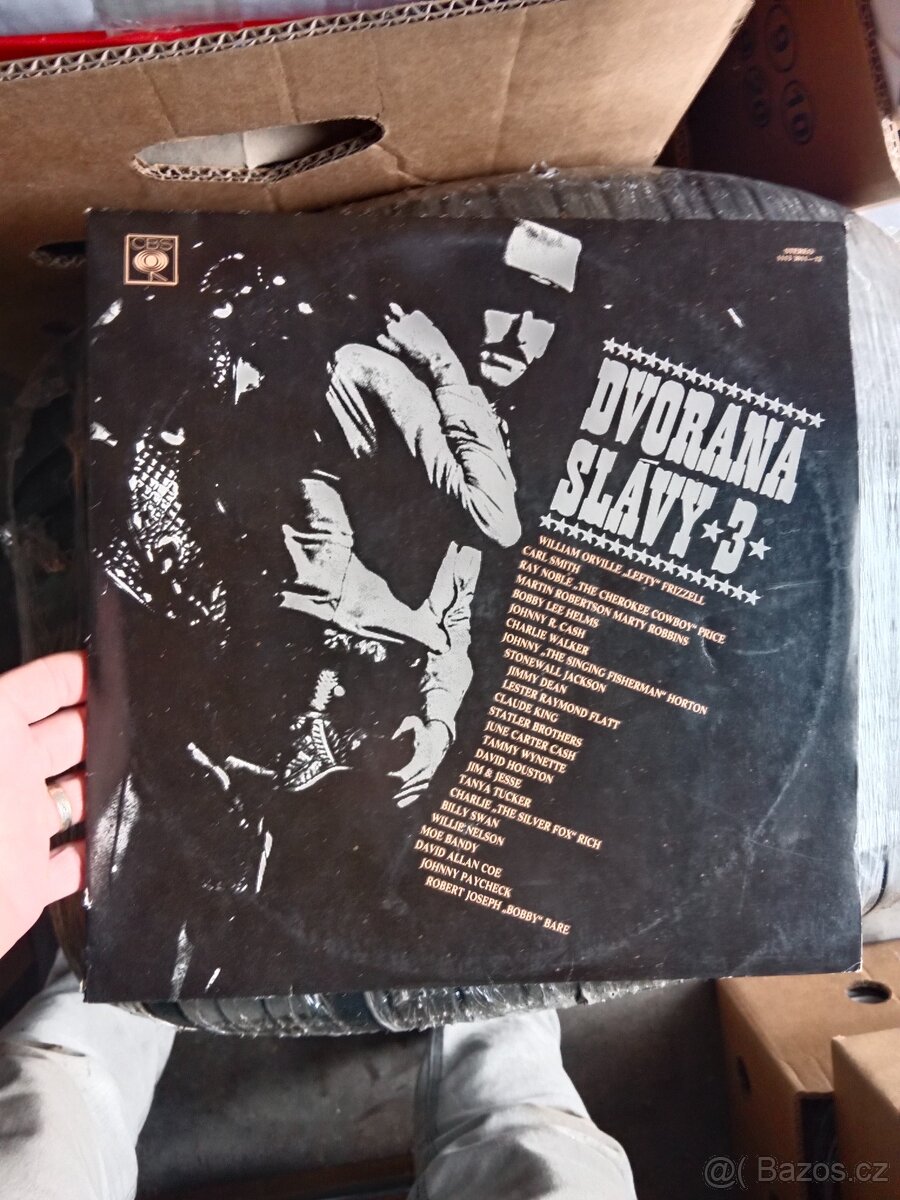 CBS
STEREO
DVORANA
SLÁVY ★ 3 ★
WILLIAM ORVILLE „LEFTY“ FRIZZELL
CARL SMITH
RAY NOBLE „THE CHEROKEE COWBOY“ PRICE
MARTIN ROBERTSON MARTY ROBBINS
BOBBY LEE HELMS
JOHNNY R. CASH
CHARLIE WALKER
JOHNNY „THE SINGING FISHERMAN“ HORTON
STONEWALL JACKSON
JIMMY DEAN
LESTER RAYMOND FLATT
CLAUDE KING
STATLER BROTHERS
JUNE CARTER CASH
TAMMY WYNETTE
DAVID HOUSTON
JIM & JESSE
TANYA TUCKER
CHARLIE „THE SILVER FOX“ RICH
BILLY SWAN
WILLIE NELSON
MOE BANDY
DAVID ALLAN COE
JOHNNY PAYCHECK
ROBERT JOSEPH „BOBBY“ BARE
9 10
Bazos.cz